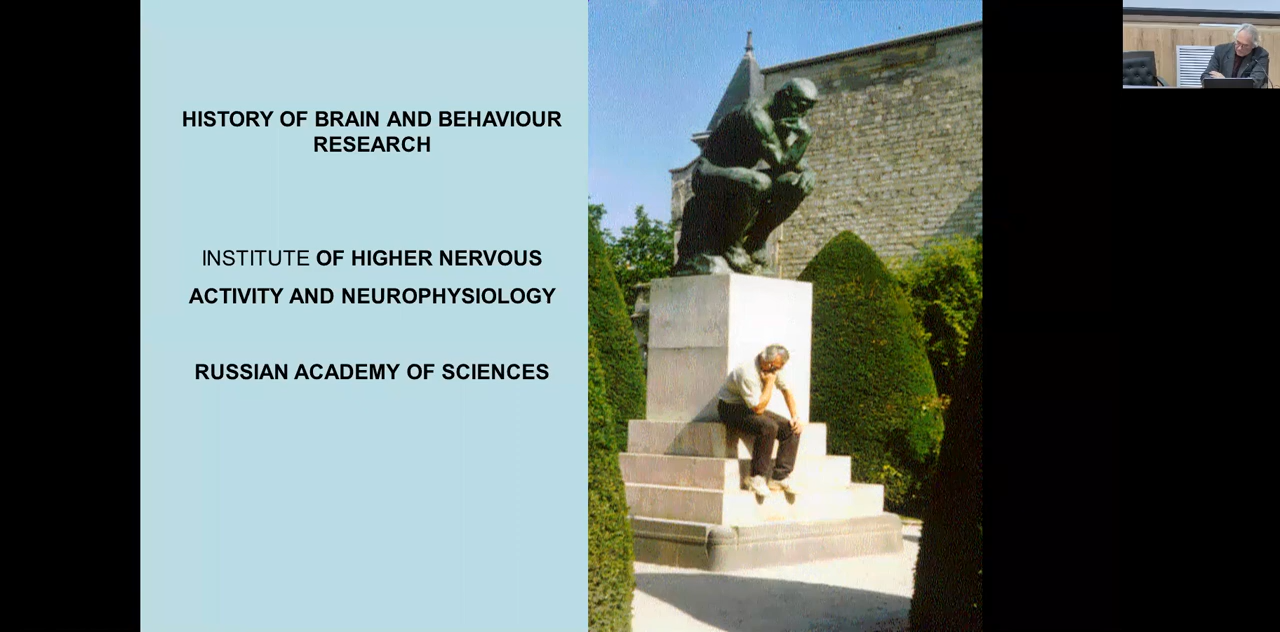 HISTORY OF BRAIN AND BEHAVIOUR
RESEARCH
INSTITUTE OF HIGHER NERVOUS
ACTIVITY AND NEUROPHYSIOLOGY
RUSSIAN ACADEMY OF SCIENCES